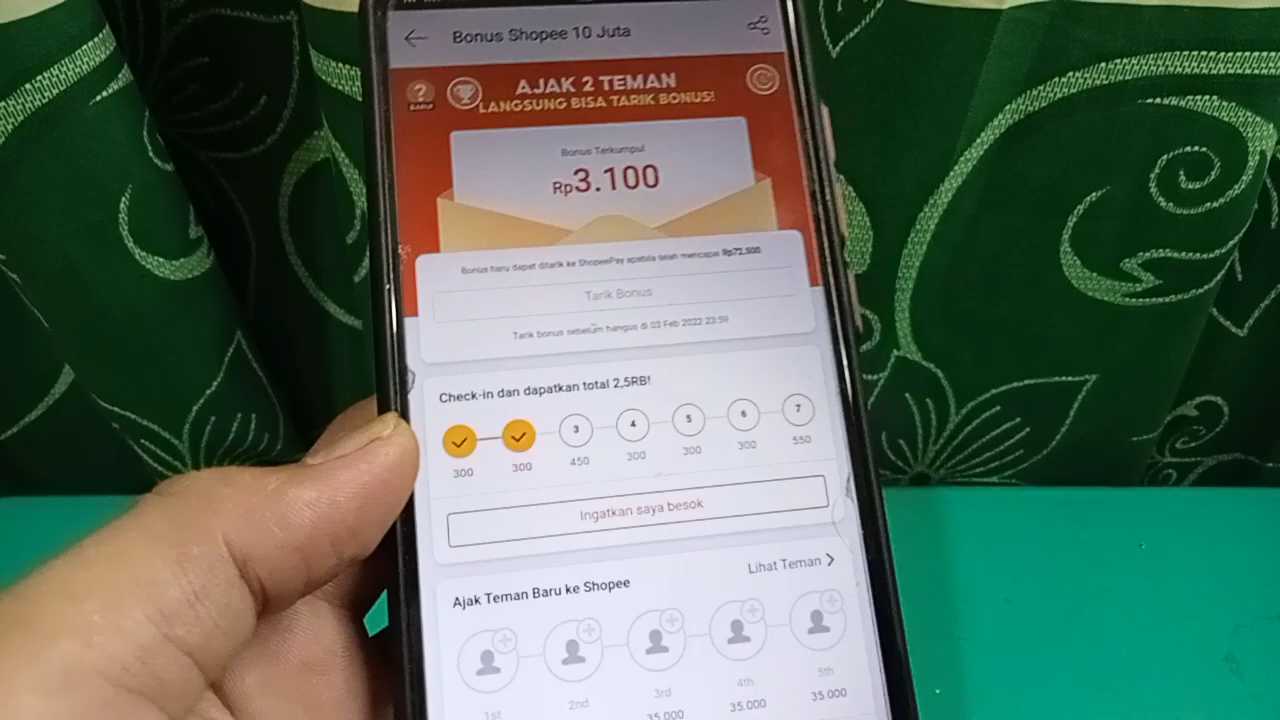 Bonus Shopee 10 Juta
?
BARU!
AJAK 2 TEMAN
LANGSUNG BISA TARIK BONUS!
Bonus Terkumpul
Rp3.100
Bonus baru dapat ditarik ke ShopeePay apabila telah mencapai Rp72.500
Tarik Bonus
Tarik bonus sebelum hangus di 03 Feb 2022 23:59
Check-in dan dapatkan total 2,5RB!
3 4 5 6 7
300 300 450 300 300 300 550
Ingatkan saya besok
Ajak Teman Baru ke Shopee
Lihat Teman
1st 2nd 3rd 4th 5th
35.000 35.000 35.000